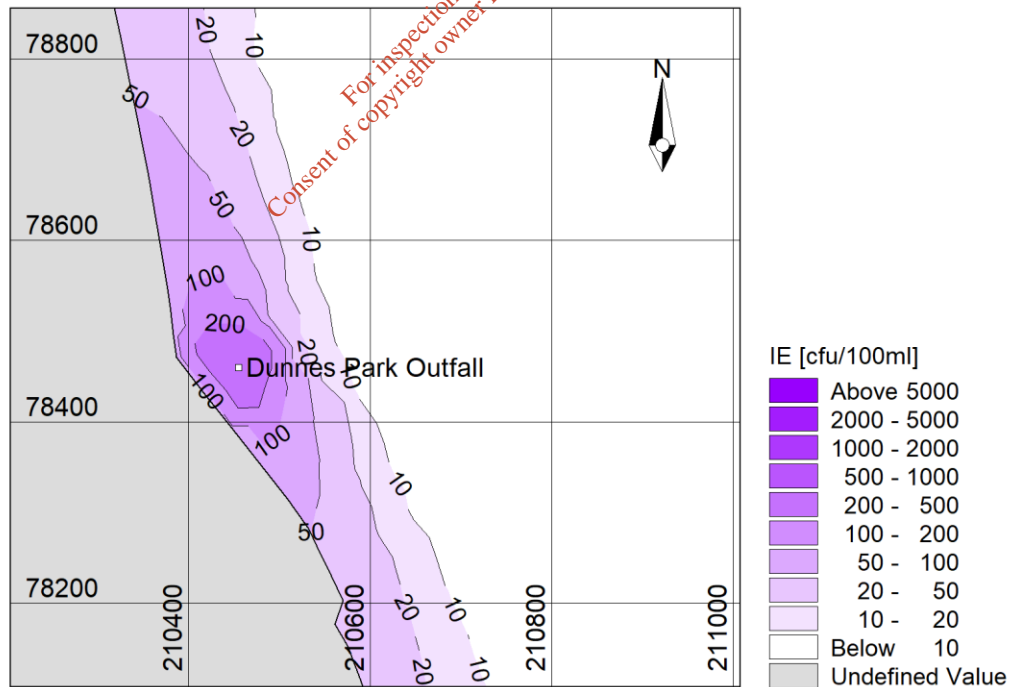 For inspection
Consent of copyright owner
N
78800
78600
78400
78200
210400
210600
210800
211000
20
10
50
20
50
10
100
200
20
10
Dunnes Park Outfall
100
100
10
50
20
10
20
10
IE [cfu/100ml]
Above 5000
2000 - 5000
1000 - 2000
500 - 1000
200 - 500
100 - 200
50 - 100
20 - 50
10 - 20
Below 10
Undefined Value